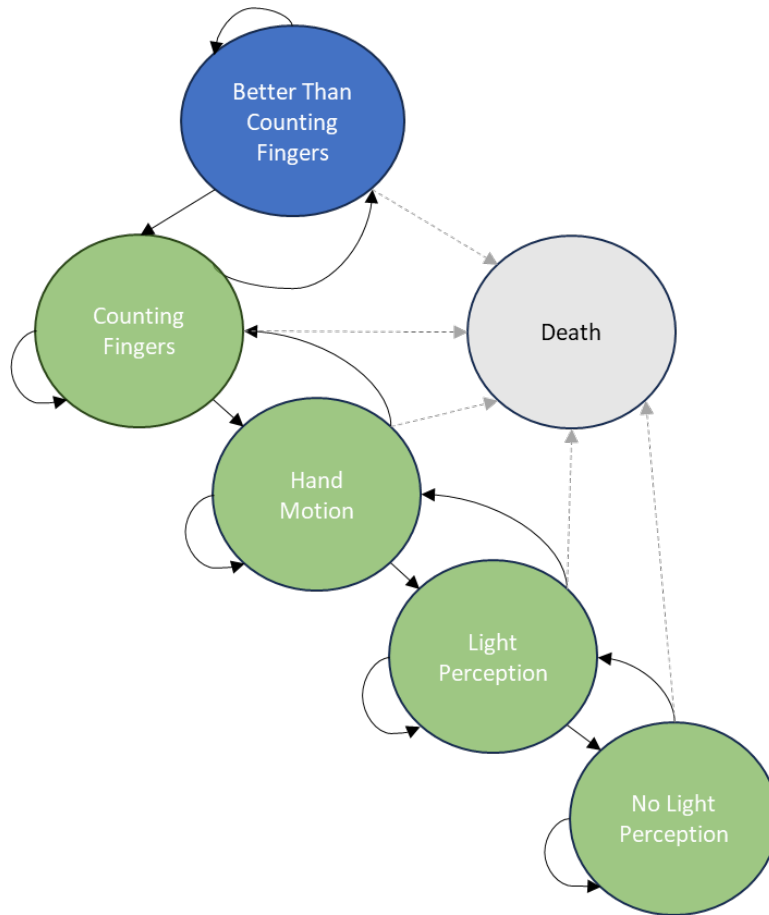 Better Than
Counting
Fingers
Counting
Fingers
Death
Hand
Motion
Light
Perception
No Light
Perception